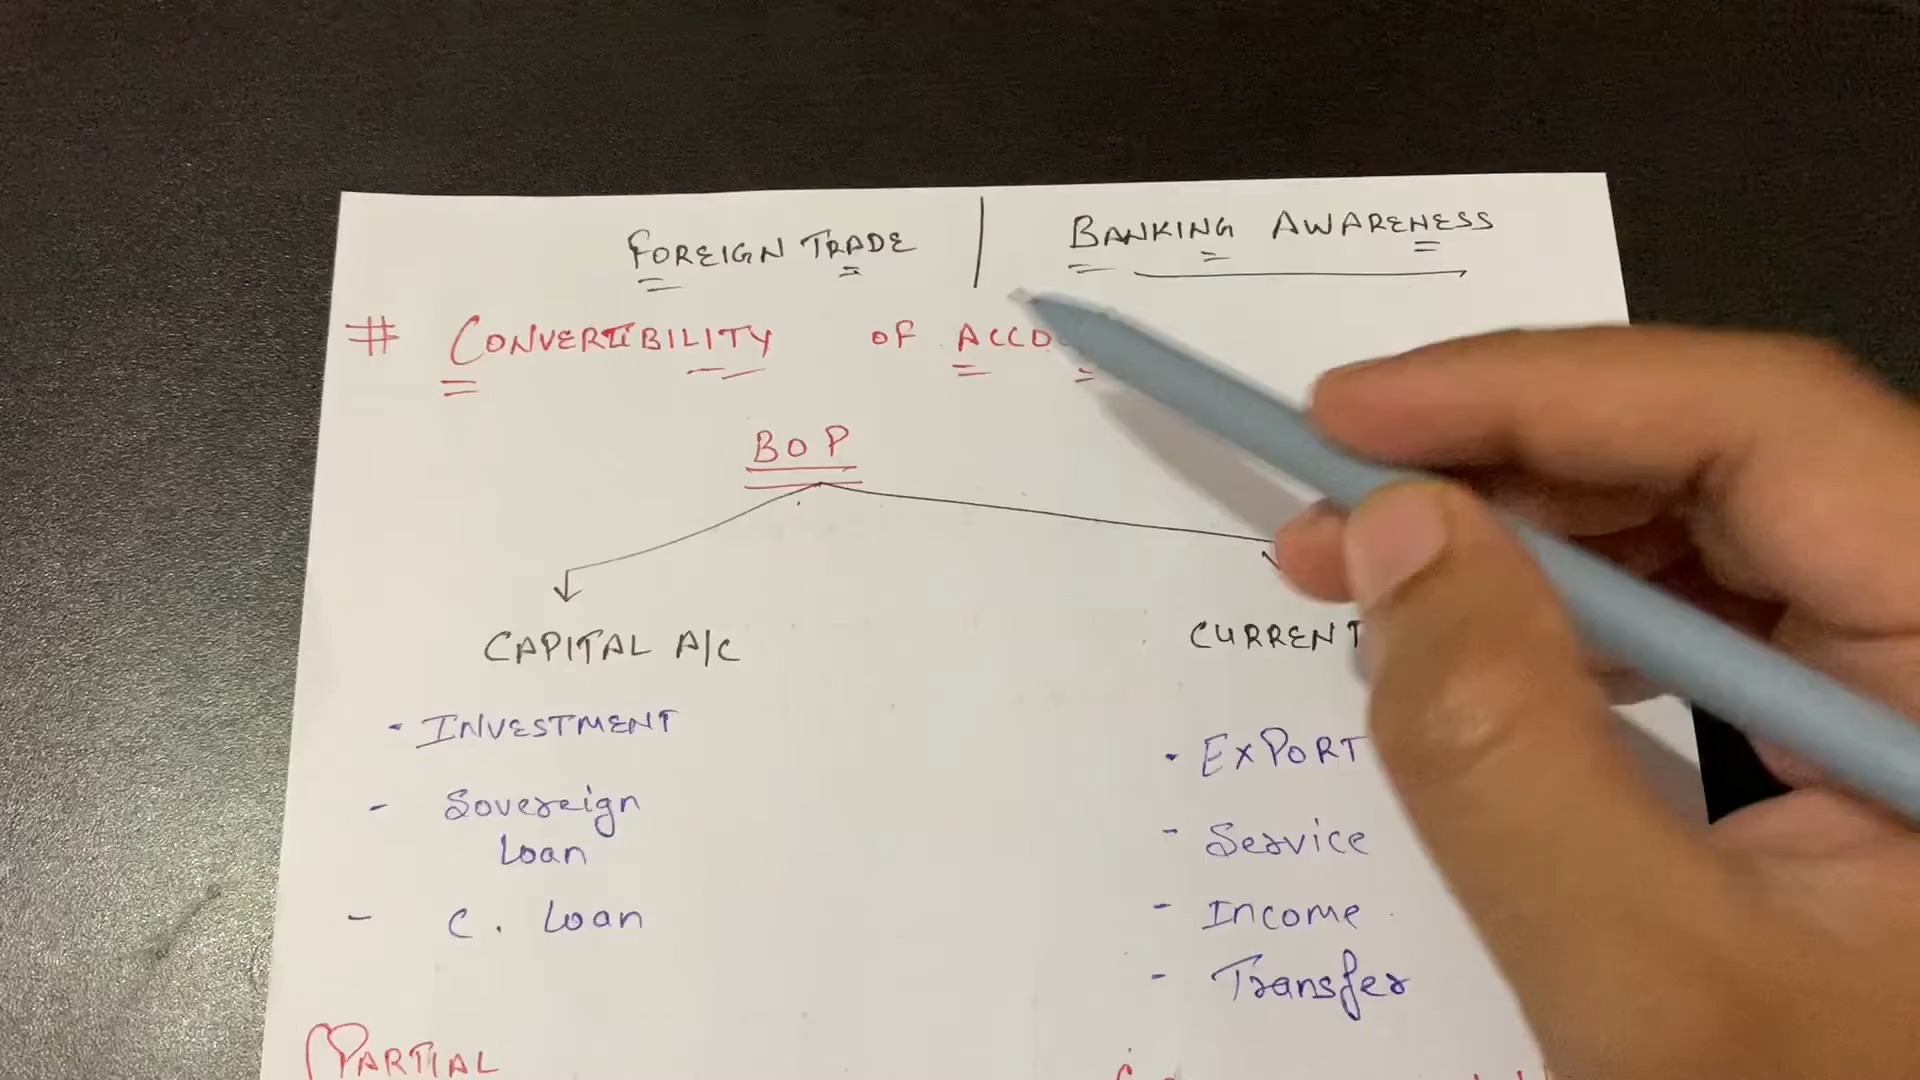 FOREIGN TRADE | BANKING AWARENESS
# CONVERTIBILITY OF
BOP
CAPITAL A/C
CURRENT
- INVESTMENT
- Sovereign
Loan
- C. Loan
- EXPORT
- Service
- Income
- Transfer
(PARTIAL